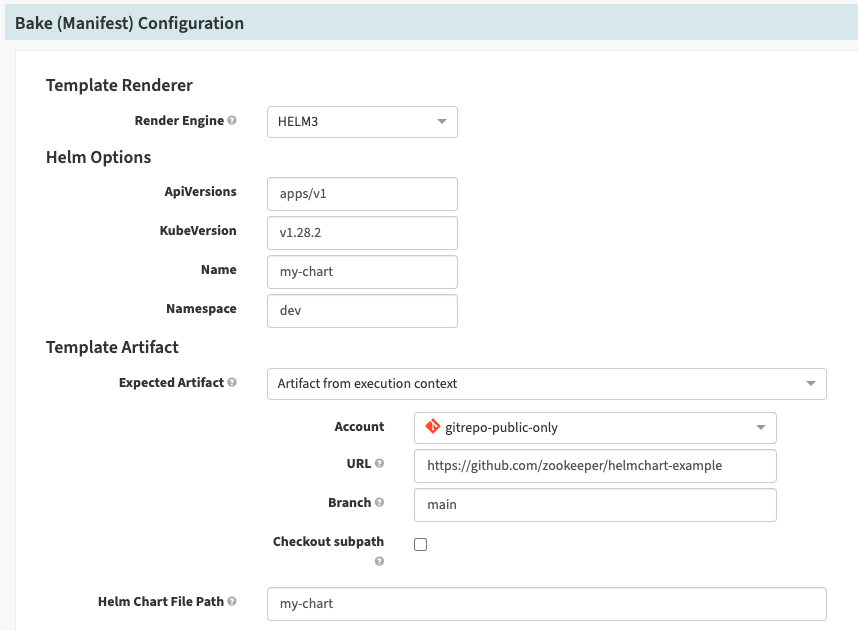 Bake (Manifest) Configuration
Template Renderer
Render Engine HELM3
Helm Options
ApiVersions apps/v1
KubeVersion v1.28.2
Name my-chart
Namespace dev
Template Artifact
Expected Artifact Artifact from execution context
Account gitrepo-public-only
URL https://github.com/zookeeper/helmchart-example
Branch main
Checkout subpath
Helm Chart File Path my-chart